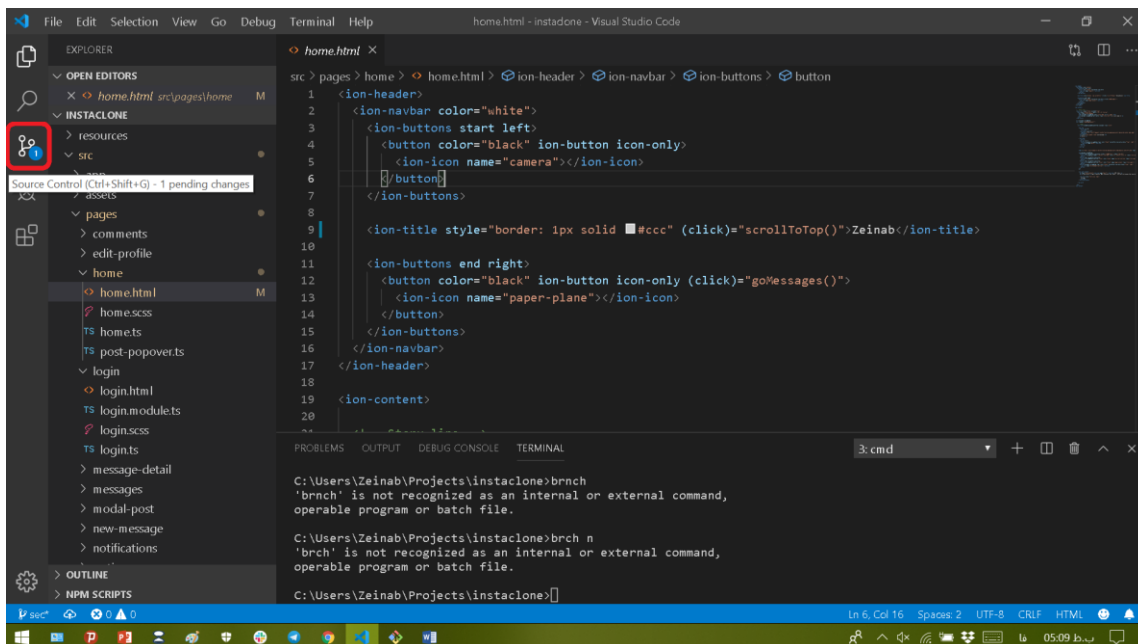 File Edit Selection View Go Debug Terminal Help home.html - instadone - Visual Studio Code
EXPLORER
OPEN EDITORS
home.html src\pages\home M
INSTACLONE
resources
src
Source Control (Ctrl+Shift+G) - 1 pending changes
assets
pages
comments
edit-profile
home
home.html M
home.scss
TS home.ts
TS post-popover.ts
login
login.html
TS login.module.ts
login.scss
TS login.ts
message-detail
messages
modal-post
new-message
notifications
OUTLINE
NPM SCRIPTS
1
home.html
src > pages > home > home.html > ion-header > ion-navbar > ion-buttons > button
1 <ion-header>
2 <ion-navbar color="white">
3 <ion-buttons start left>
4 <button color="black" ion-button icon-only>
5 <ion-icon name="camera"></ion-icon>
6 </button>
7 </ion-buttons>
8
9 <ion-title style="border: 1px solid #ccc" (click)="scrollToTop()">Zeinab</ion-title>
10
11 <ion-buttons end right>
12 <button color="black" ion-button icon-only (click)="goMessages()">
13 <ion-icon name="paper-plane"></ion-icon>
14 </button>
15 </ion-buttons>
16 </ion-navbar>
17 </ion-header>
18
19 <ion-content>
20
PROBLEMS OUTPUT DEBUG CONSOLE TERMINAL 3: cmd
C:\Users\Zeinab\Projects\instaclone>brnch
'brnch' is not recognized as an internal or external command,
operable program or batch file.
C:\Users\Zeinab\Projects\instaclone>brch n
'brch' is not recognized as an internal or external command,
operable program or batch file.
C:\Users\Zeinab\Projects\instaclone>
sec* 0 0 Ln 6, Col 16 Spaces: 2 UTF-8 CRLF HTML
فا 05:09 ب.ظ